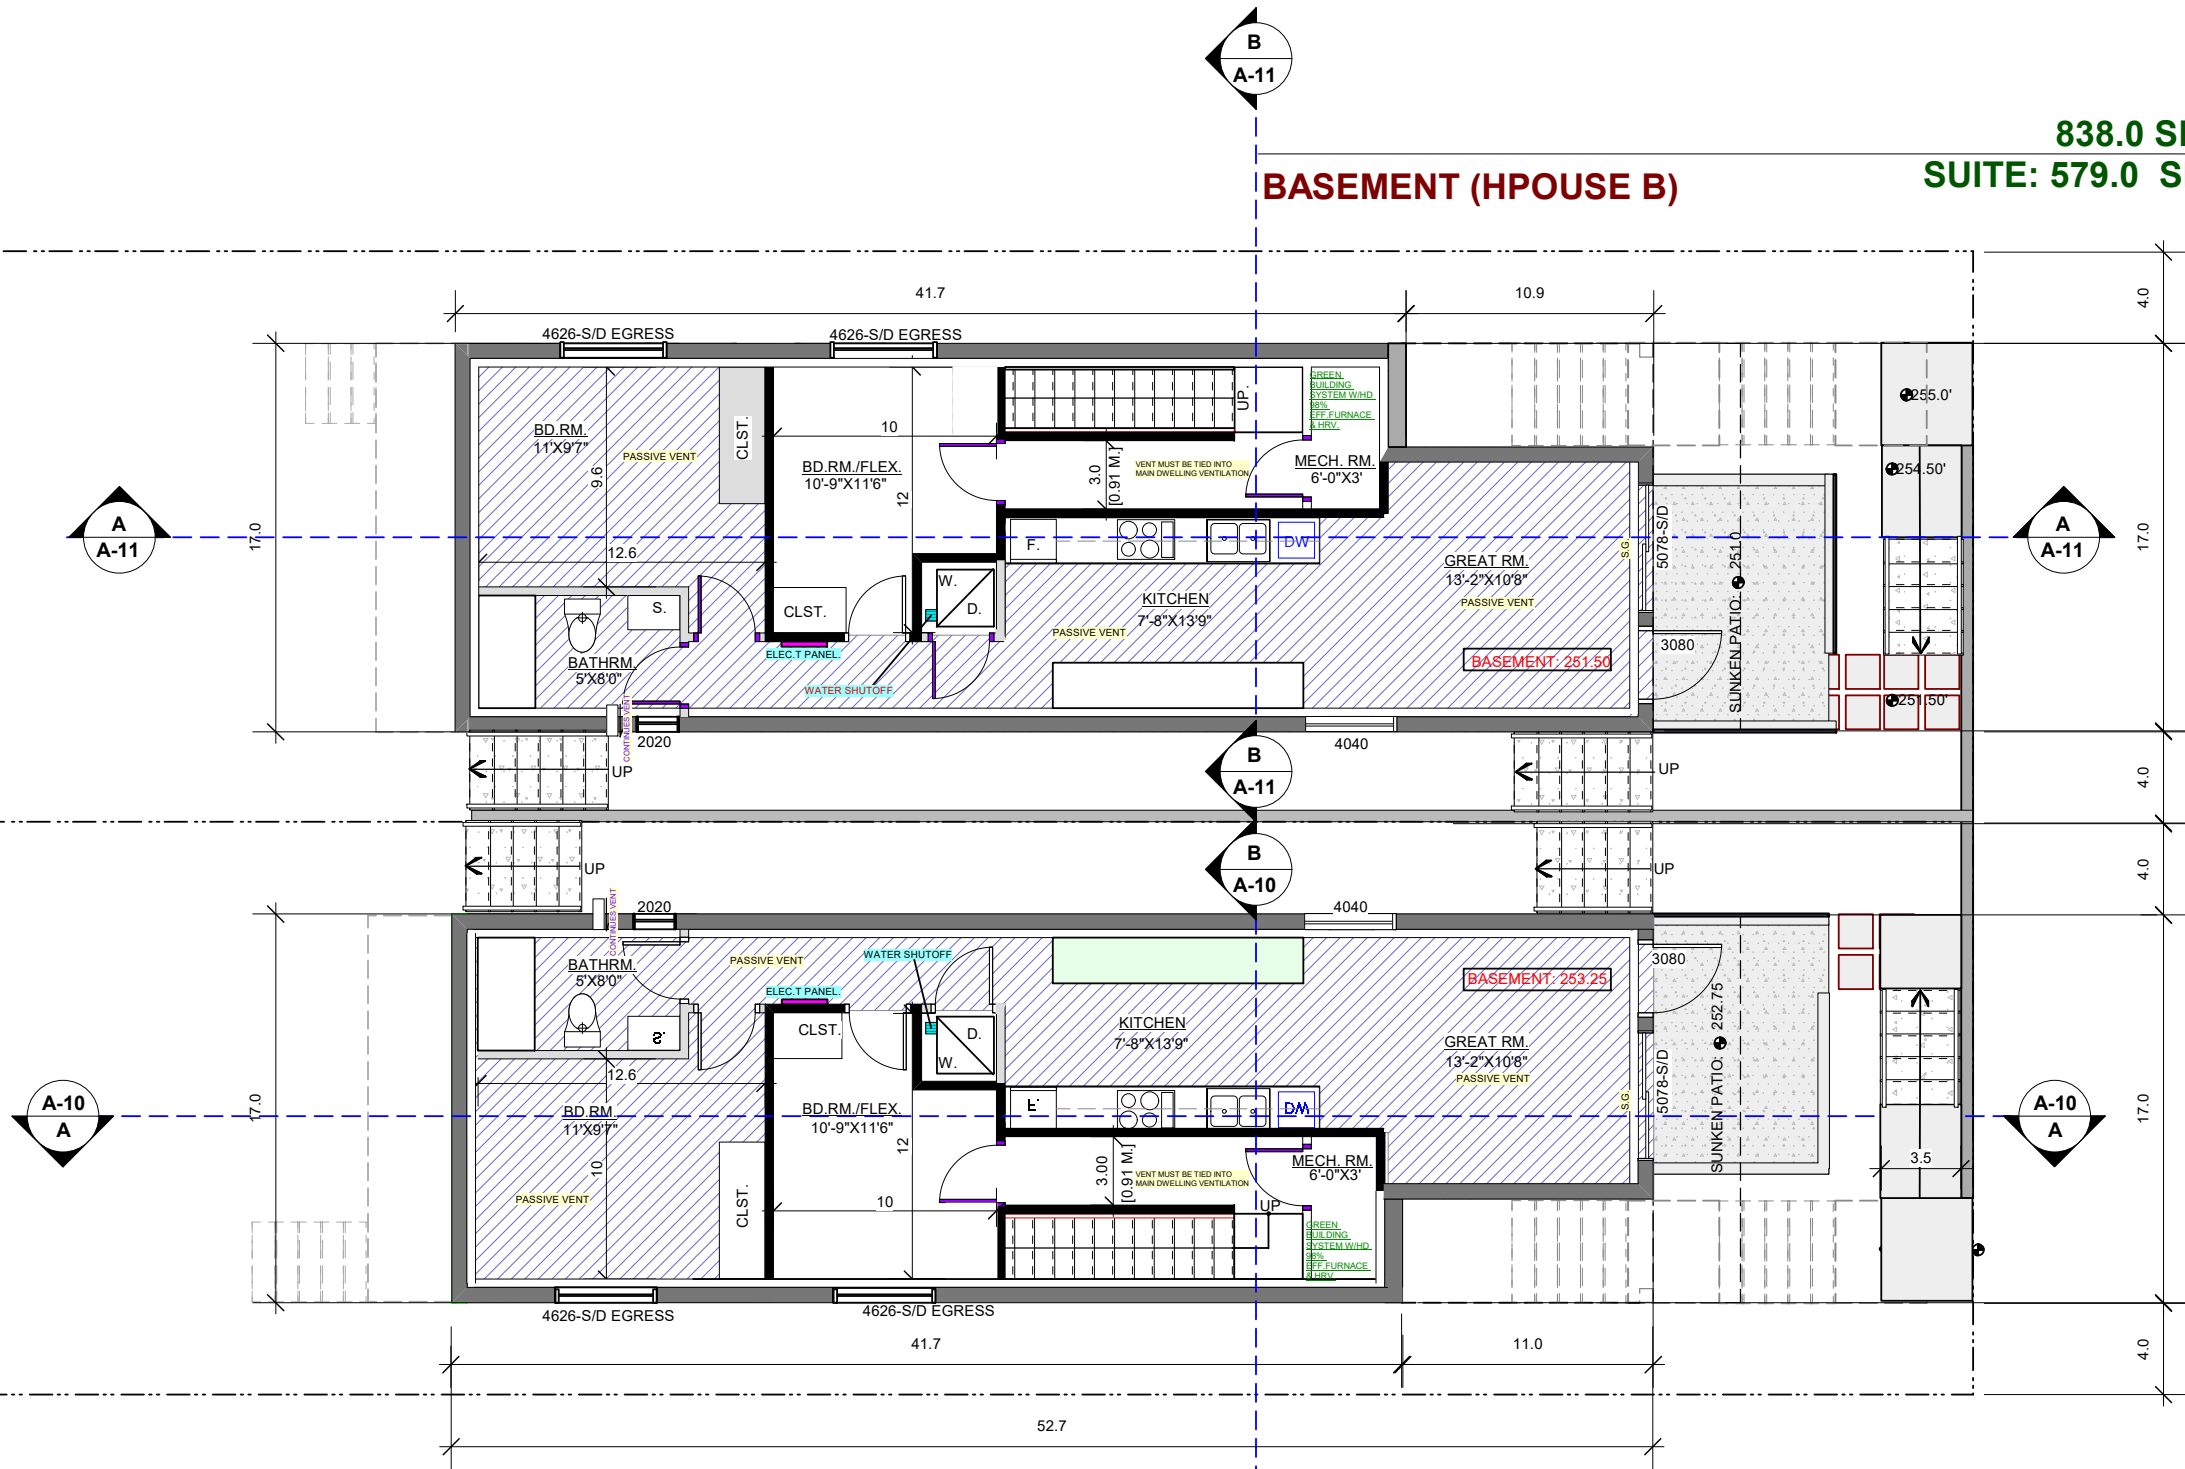 B
A-11
838.0 S
SUITE: 579.0 S
BASEMENT (HPOUSE B)
41.7
10.9
4.0
4626-S/D EGRESS
4626-S/D EGRESS
GREEN
BUILDING
SYSTEM W/HD
98%
EFF.FURNACE
& HRV.
UP.
255.0'
CLST.
10
BD.RM.
11'X9'7"
PASSIVE VENT
9.6
BD.RM./FLEX.
10'-9"X11'6"
12
3.0
[0.91 M.]
VENT MUST BE TIED INTO
MAIN DWELLING VENTILATION
MECH. RM.
6'-0"X3'
254.50'
A
A-11
17.0
12.6
F.
DW
S.G.
5078-S/D
SUNKEN PATIO: 251.0
A
A-11
17.0
GREAT RM.
13'-2"X10'8"
PASSIVE VENT
KITCHEN
7'-8"X13'9"
PASSIVE VENT
W.
D.
CLST.
S.
BATHRM.
5'X8'0"
ELEC.T PANEL.
WATER SHUTOFF
BASEMENT: 251.50
3080
251.50'
CONTINUES VENT
2020
4040
UP
UP
B
A-11
4.0
B
A-10
UP
UP
4.0
CONTINUES VENT
2020
4040
BATHRM.
5'X8'0"
PASSIVE VENT
WATER SHUTOFF
ELEC.T PANEL.
BASEMENT: 253.25
3080
S.
CLST.
D.
W.
KITCHEN
7'-8"X13'9"
GREAT RM.
13'-2"X10'8"
PASSIVE VENT
5078-S/D
SUNKEN PATIO: 252.75
12.6
A-10
A
17.0
BD.RM.
11'X9'7"
BD.RM./FLEX.
10'-9"X11'6"
F.
DW
S.G.
A-10
A
17.0
12
10
PASSIVE VENT
CLST.
10
3.00
[0.91 M.]
VENT MUST BE TIED INTO
MAIN DWELLING VENTILATION
MECH. RM.
6'-0"X3'
3.5
UP
GREEN
BUILDING
SYSTEM W/HD
98%
EFF.FURNACE
& HRV
4626-S/D EGRESS
4626-S/D EGRESS
41.7
11.0
4.0
52.7